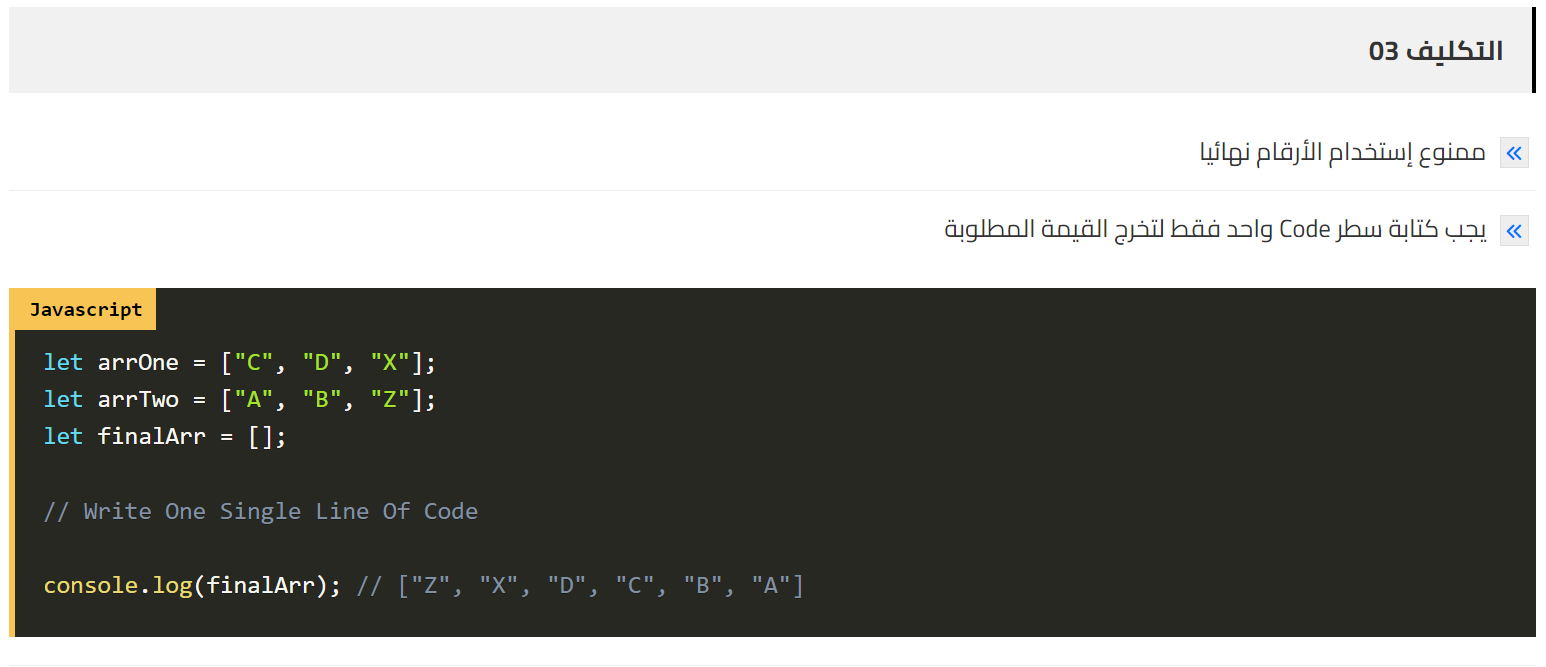 التكليف 03
ممنوع إستخدام الأرقام نهائيا
يجب كتابة سطر Code واحد فقط لتخرج القيمة المطلوبة
Javascript
let arrOne = ["C", "D", "X"];
let arrTwo = ["A", "B", "Z"];
let finalArr = [];
// Write One Single Line Of Code
console.log(finalArr); // ["Z", "X", "D", "C", "B", "A"]